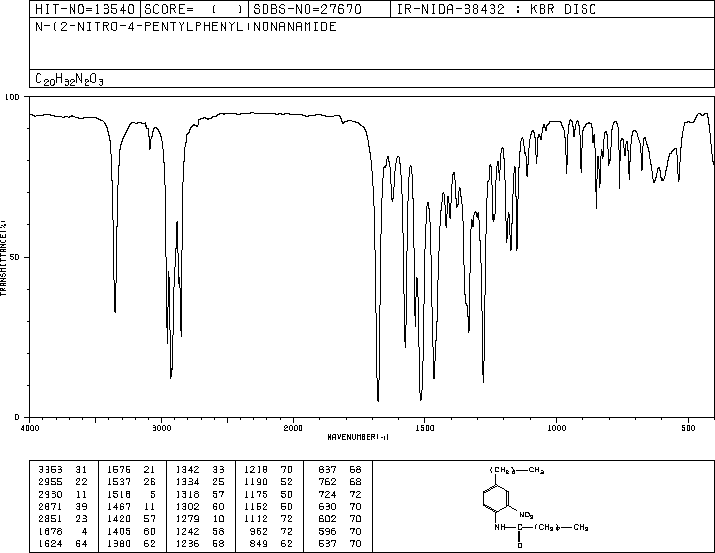 HIT-NO=13540 SCORE= ( ) SDBS-NO=27670 IR-NIDA-38432 : KBR DISC
N-(2-NITRO-4-PENTYLPHENYL)NONANAMIDE
C20H32N2O3
100
50
0
TRANSMITTANCE(%)
4000 3000 2000 1500 1000 500
WAVENUMBER(-1)
3353 31 1576 21 1342 33 1218 70 837 68
2955 22 1537 26 1334 25 1190 52 762 68
2930 11 1518 5 1318 57 1175 50 724 72
2871 39 1467 11 1302 60 1152 50 630 70
2851 23 1420 57 1279 10 1112 72 602 70
1678 4 1405 60 1242 58 962 72 596 70
1624 64 1380 62 1236 58 849 62 537 70
CH3
NO2
NH C CH3
O